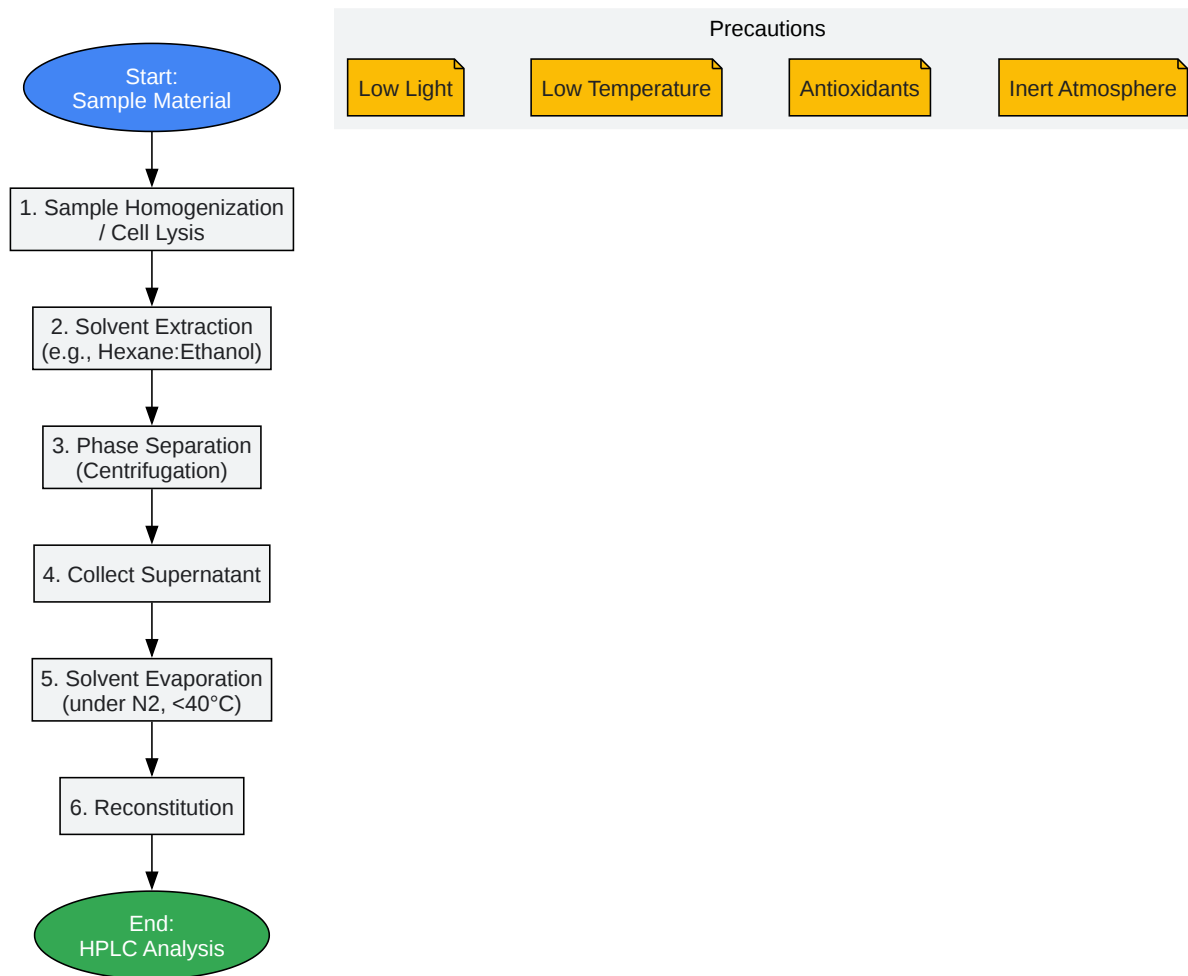 Precautions
Low Light
Low Temperature
Antioxidants
Inert Atmosphere
Start:
Sample Material
1. Sample Homogenization
/ Cell Lysis
2. Solvent Extraction
(e.g., Hexane:Ethanol)
3. Phase Separation
(Centrifugation)
4. Collect Supernatant
5. Solvent Evaporation
(under N2, <40°C)
6. Reconstitution
End:
HPLC Analysis